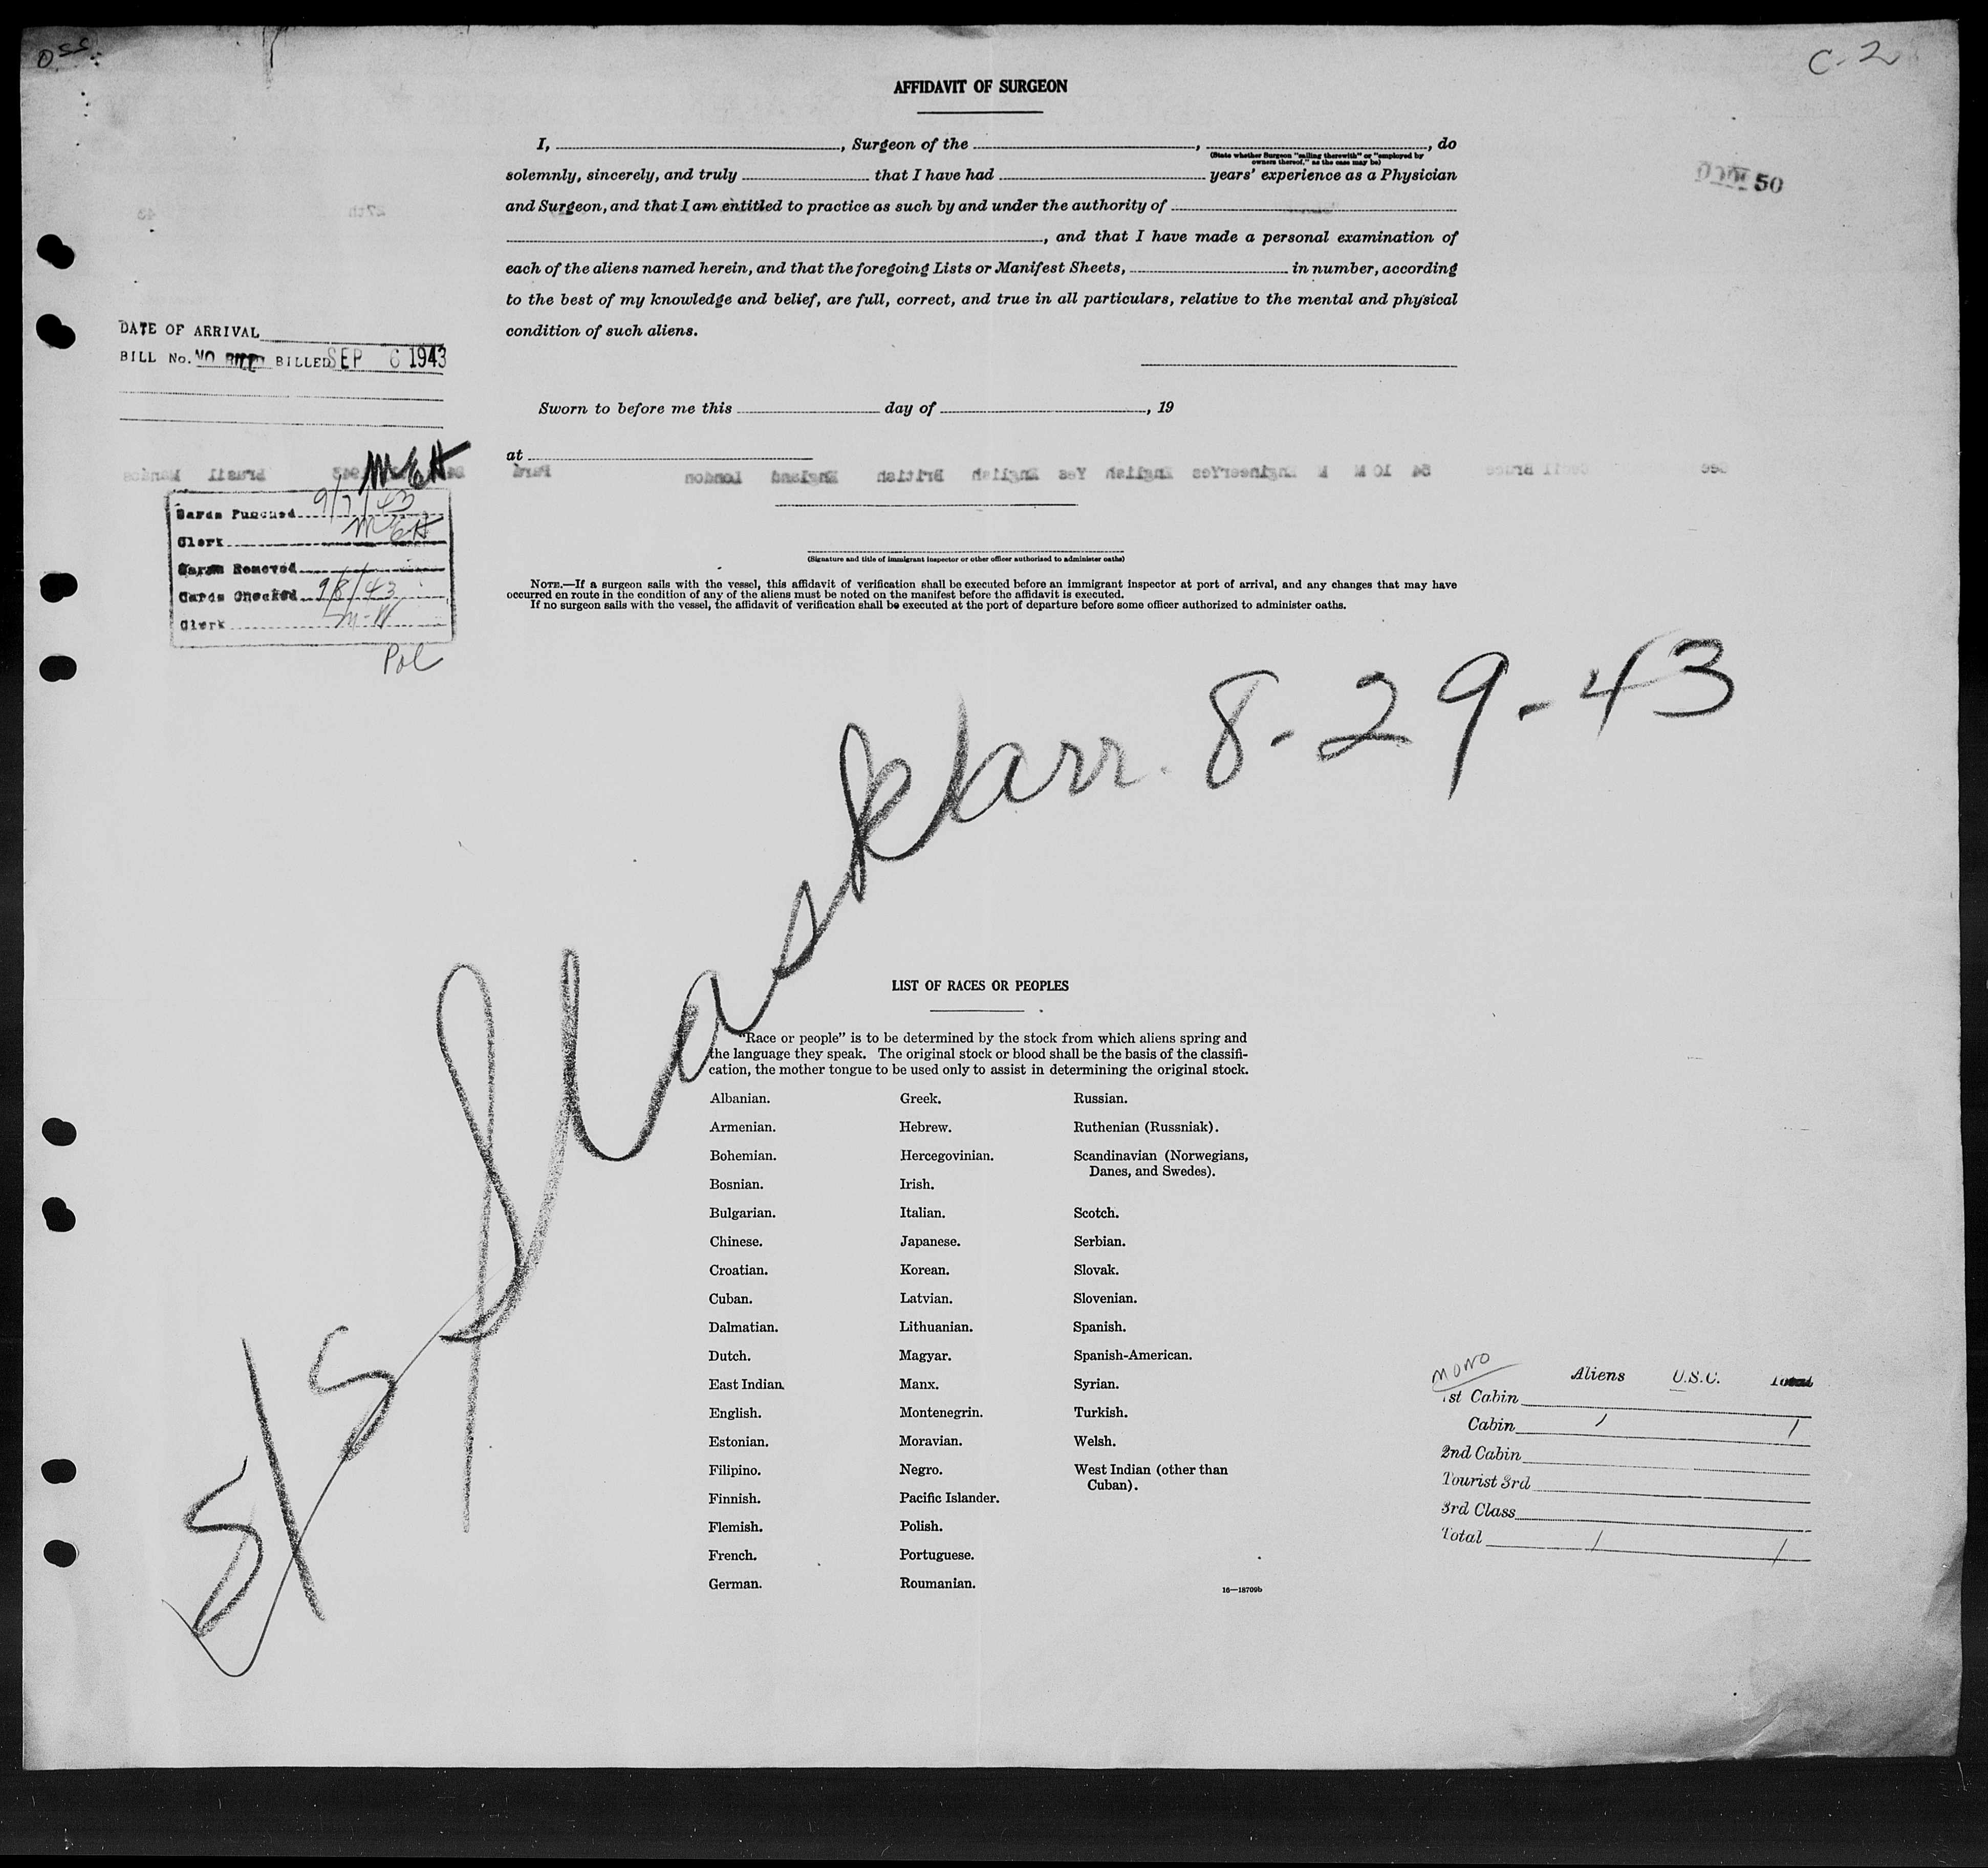 oss.
C-2
AFFIDAVIT OF SURGEON
I, , Surgeon of the , , do
(State whether Surgeon "sailing therewith" or "employed by owners thereof," as the case may be)
solemnly, sincerely, and truly that I have had years' experience as a Physician
50
and Surgeon, and that I am entitled to practice as such by and under the authority of
, and that I have made a personal examination of
each of the aliens named herein, and that the foregoing Lists or Manifest Sheets, in number, according
to the best of my knowledge and belief, are full, correct, and true in all particulars, relative to the mental and physical
condition of such aliens.
DATE OF ARRIVAL
BILL No. NO BILLED SEP 6 1943
Sworn to before me this day of , 19
at
MEH
Cards Punched 9/7/43
Clerk MEH
Cards Removed
Cards Checked 9/8/43
Clerk M-W
Pol
(Signature and title of immigrant inspector or other officer authorized to administer oaths)
NOTE.—If a surgeon sails with the vessel, this affidavit of verification shall be executed before an immigrant inspector at port of arrival, and any changes that may have
occurred en route in the condition of any of the aliens must be noted on the manifest before the affidavit is executed.
If no surgeon sails with the vessel, the affidavit of verification shall be executed at the port of departure before some officer authorized to administer oaths.
S/S arr. 8-29-43
LIST OF RACES OR PEOPLES
"Race or people" is to be determined by the stock from which aliens spring and
the language they speak. The original stock or blood shall be the basis of the classifi-
cation, the mother tongue to be used only to assist in determining the original stock.
Albanian. Greek. Russian.
Armenian. Hebrew. Ruthenian (Russniak).
Bohemian. Hercegovinian. Scandinavian (Norwegians,
Danes, and Swedes).
Bosnian. Irish.
Bulgarian. Italian. Scotch.
Chinese. Japanese. Serbian.
Croatian. Korean. Slovak.
Cuban. Latvian. Slovenian.
Dalmatian. Lithuanian. Spanish.
Dutch. Magyar. Spanish-American.
East Indian. Manx. Syrian.
English. Montenegrin. Turkish.
Estonian. Moravian. Welsh.
Filipino. Negro. West Indian (other than
Cuban).
Finnish. Pacific Islander.
Flemish. Polish.
French. Portuguese.
German. Roumanian.
16—18709b
MONO
Aliens U.S.C. Total
1st Cabin
Cabin 1 1
2nd Cabin
Tourist 3rd
3rd Class
Total 1 1